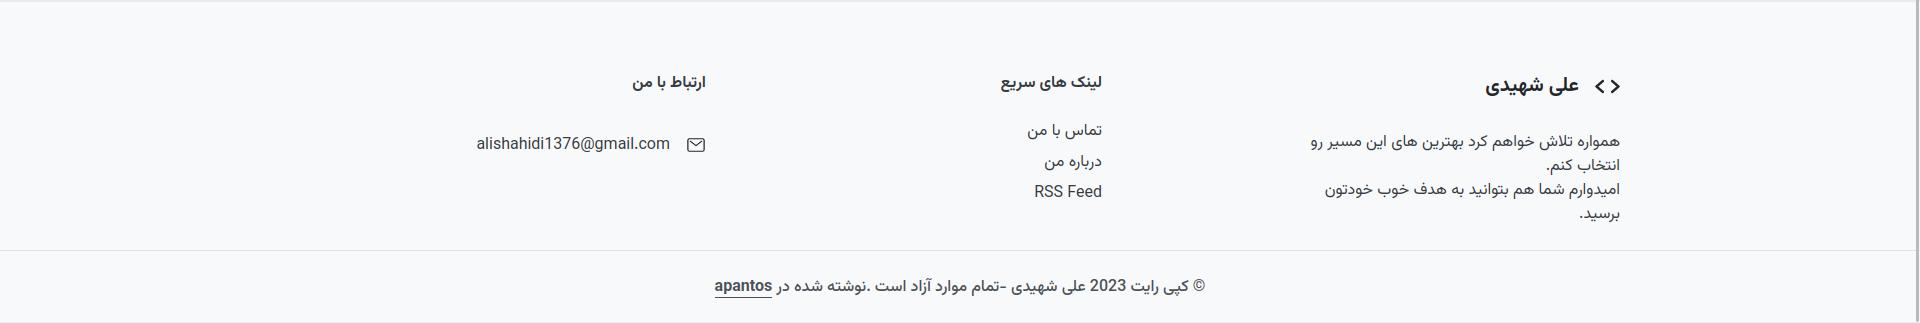 علی شهیدی
همواره تلاش خواهم کرد بهترین های این مسیر رو
انتخاب کنم.
امیدوارم شما هم بتوانید به هدف خوب خودتون
برسید.
لینک های سریع
تماس با من
درباره من
RSS Feed
ارتباط با من
alishahidi1376@gmail.com
© کپی رایت 2023 علی شهیدی -تمام موارد آزاد است .نوشته شده در apantos